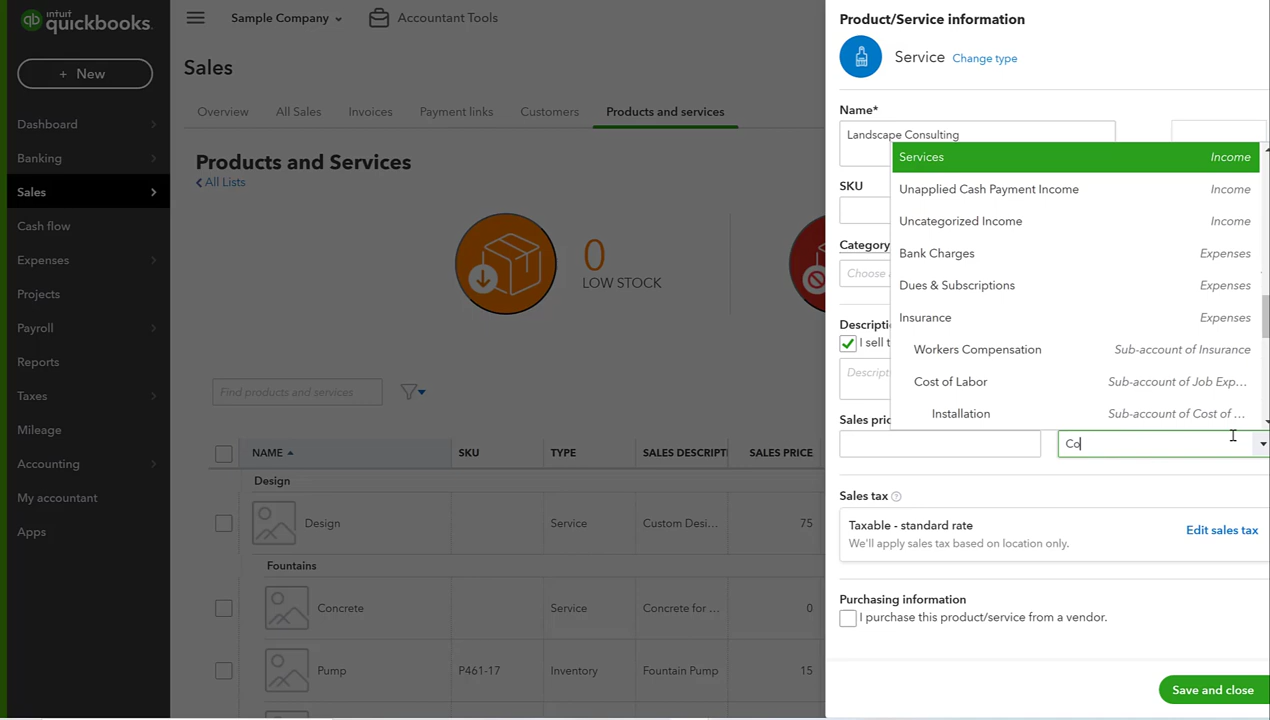 intuit
quickbooks.
+ New
Dashboard
Banking
Sales
Cash flow
Expenses
Projects
Payroll
Reports
Taxes
Mileage
Accounting
My accountant
Apps
Sample Company
Accountant Tools
Sales
Overview
All Sales
Invoices
Payment links
Customers
Products and services
Products and Services
All Lists
0
LOW STOCK
Find products and services
NAME
SKU
TYPE
SALES DESCRIPT
SALES PRICE
Design
Design
Service
Custom Desi...
75
Fountains
Concrete
Service
Concrete for ...
0
Pump
P461-17
Inventory
Fountain Pump
15
Product/Service information
Service
Change type
Name*
Landscape Consulting
SKU
Category
Choose
Services Income
Unapplied Cash Payment Income Income
Uncategorized Income Income
Bank Charges Expenses
Dues & Subscriptions Expenses
Insurance Expenses
Workers Compensation Sub-account of Insurance
Cost of Labor Sub-account of Job Exp...
Installation Sub-account of Cost of ...
I sell
Sales
Co
Sales tax ?
Taxable - standard rate
We'll apply sales tax based on location only.
Edit sales tax
Purchasing information
I purchase this product/service from a vendor.
Save and close